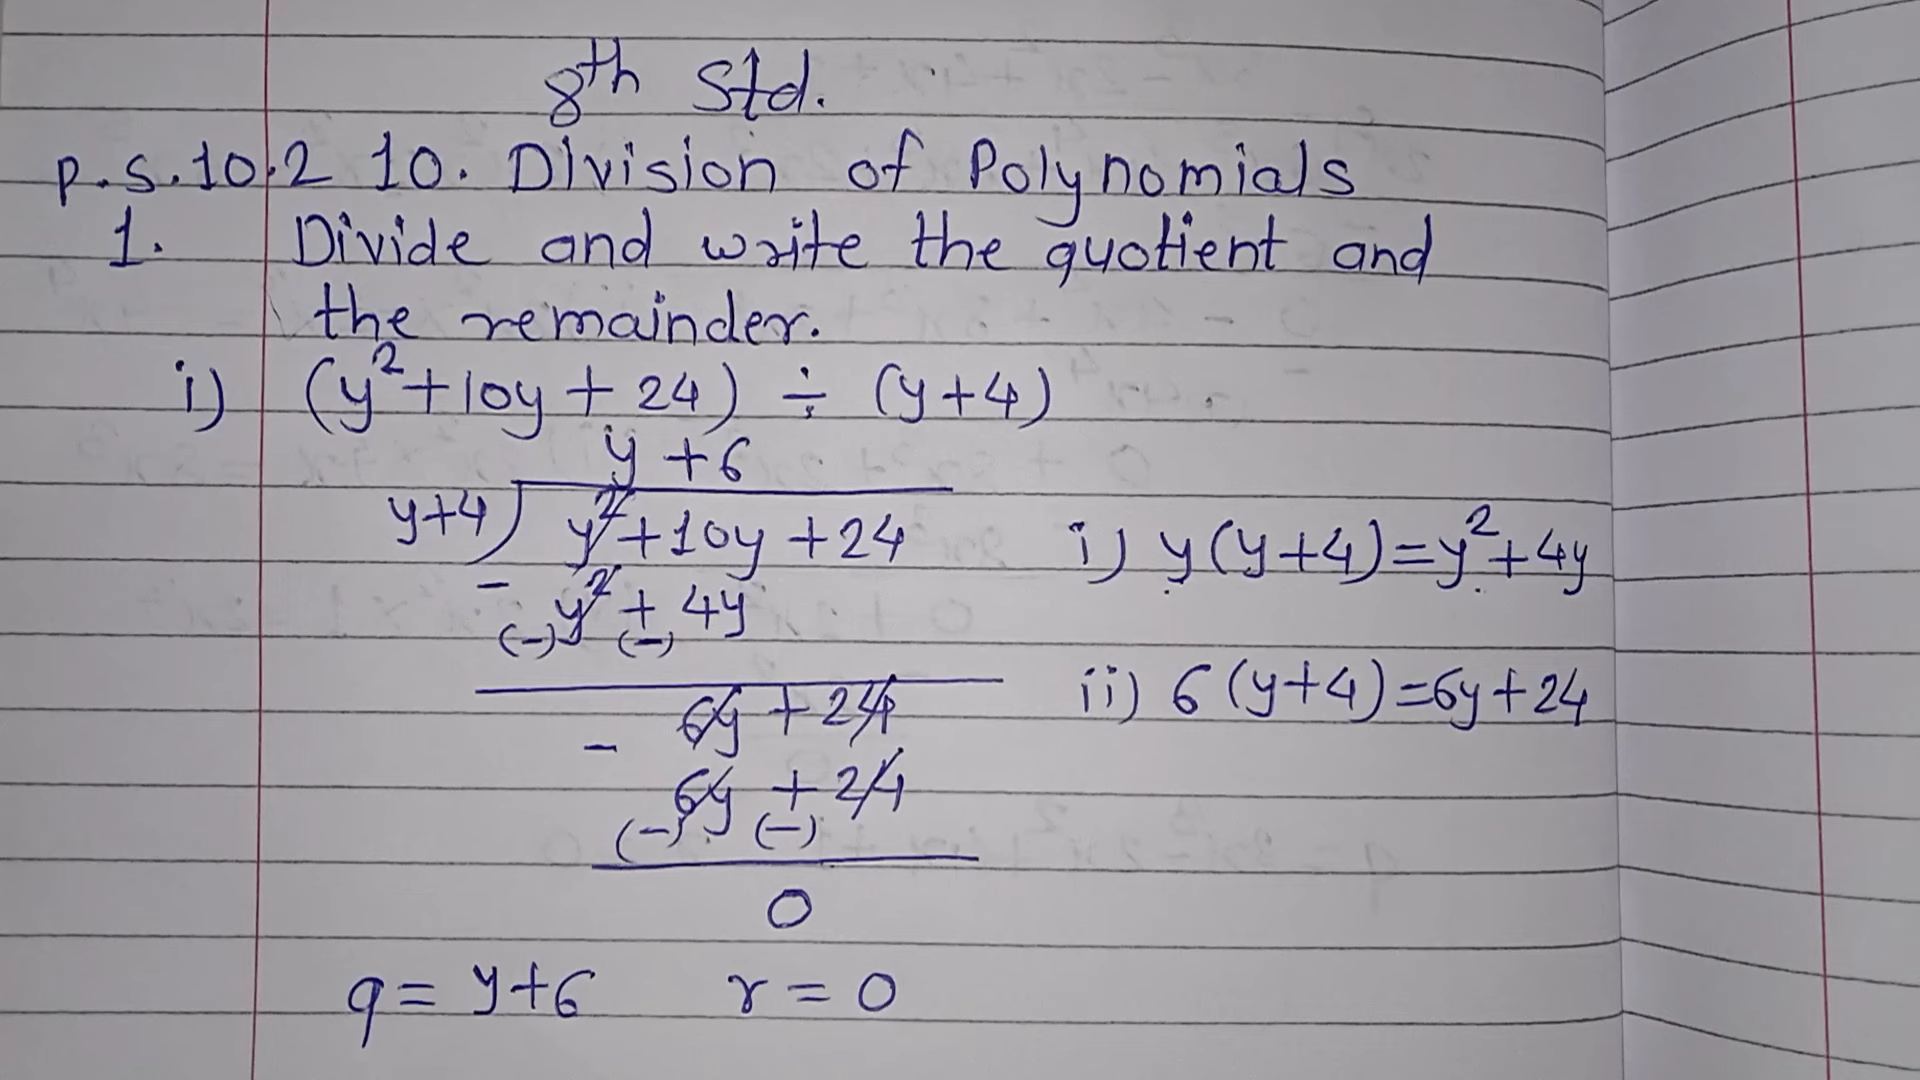 8th Std.
P.S.10.2 10. Division of Polynomials
1. Divide and write the quotient and
the remainder.
i) (y²+10y+24) ÷ (y+4)
y+6
y+4) y²+10y+24 i) y(y+4)=y²+4y
- y²+4y
(-) (-)
6y+24 ii) 6(y+4)=6y+24
- 6y+24
(-) (-)
0
q=y+6 r=0